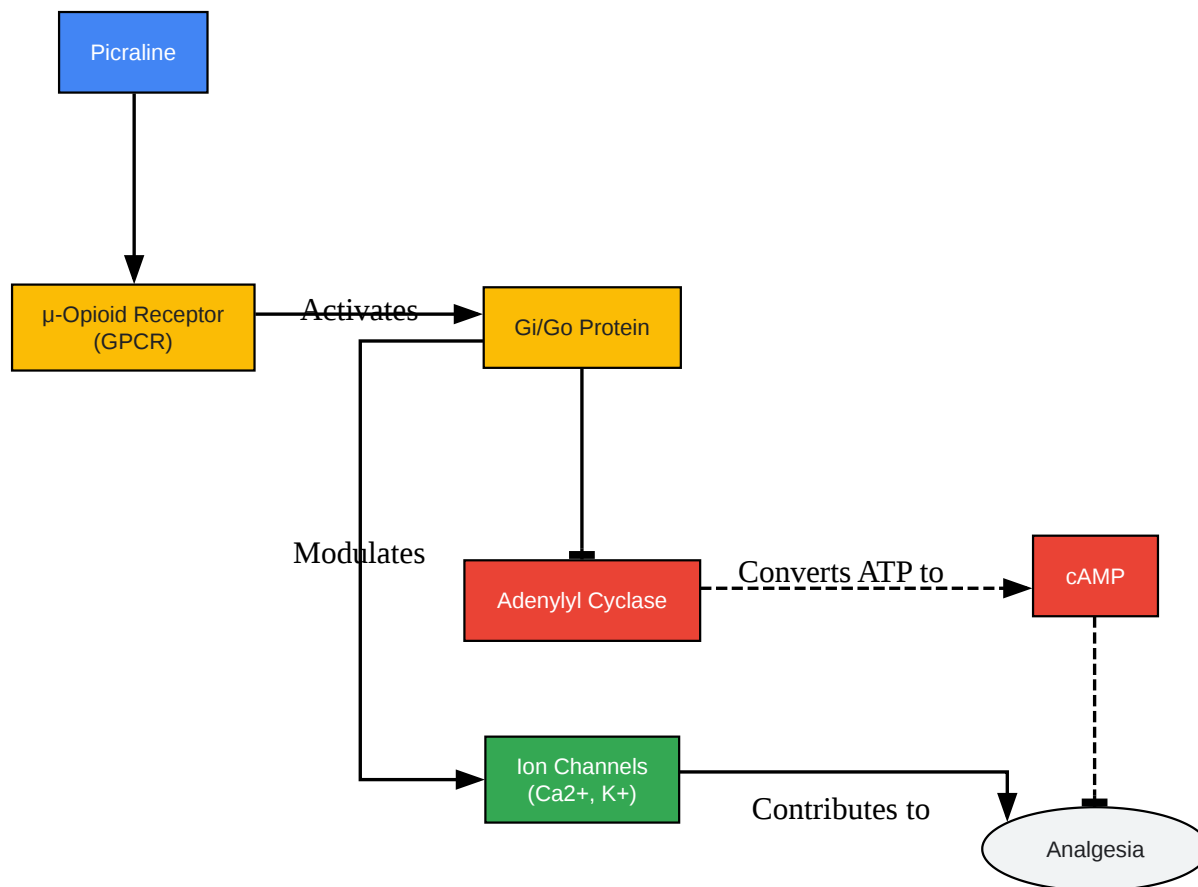 Picraline
μ-Opioid Receptor
(GPCR)
Activates
Gi/Go Protein
Modulates
Adenylyl Cyclase
Converts ATP to
cAMP
Ion Channels
(Ca2+, K+)
Contributes to
Analgesia